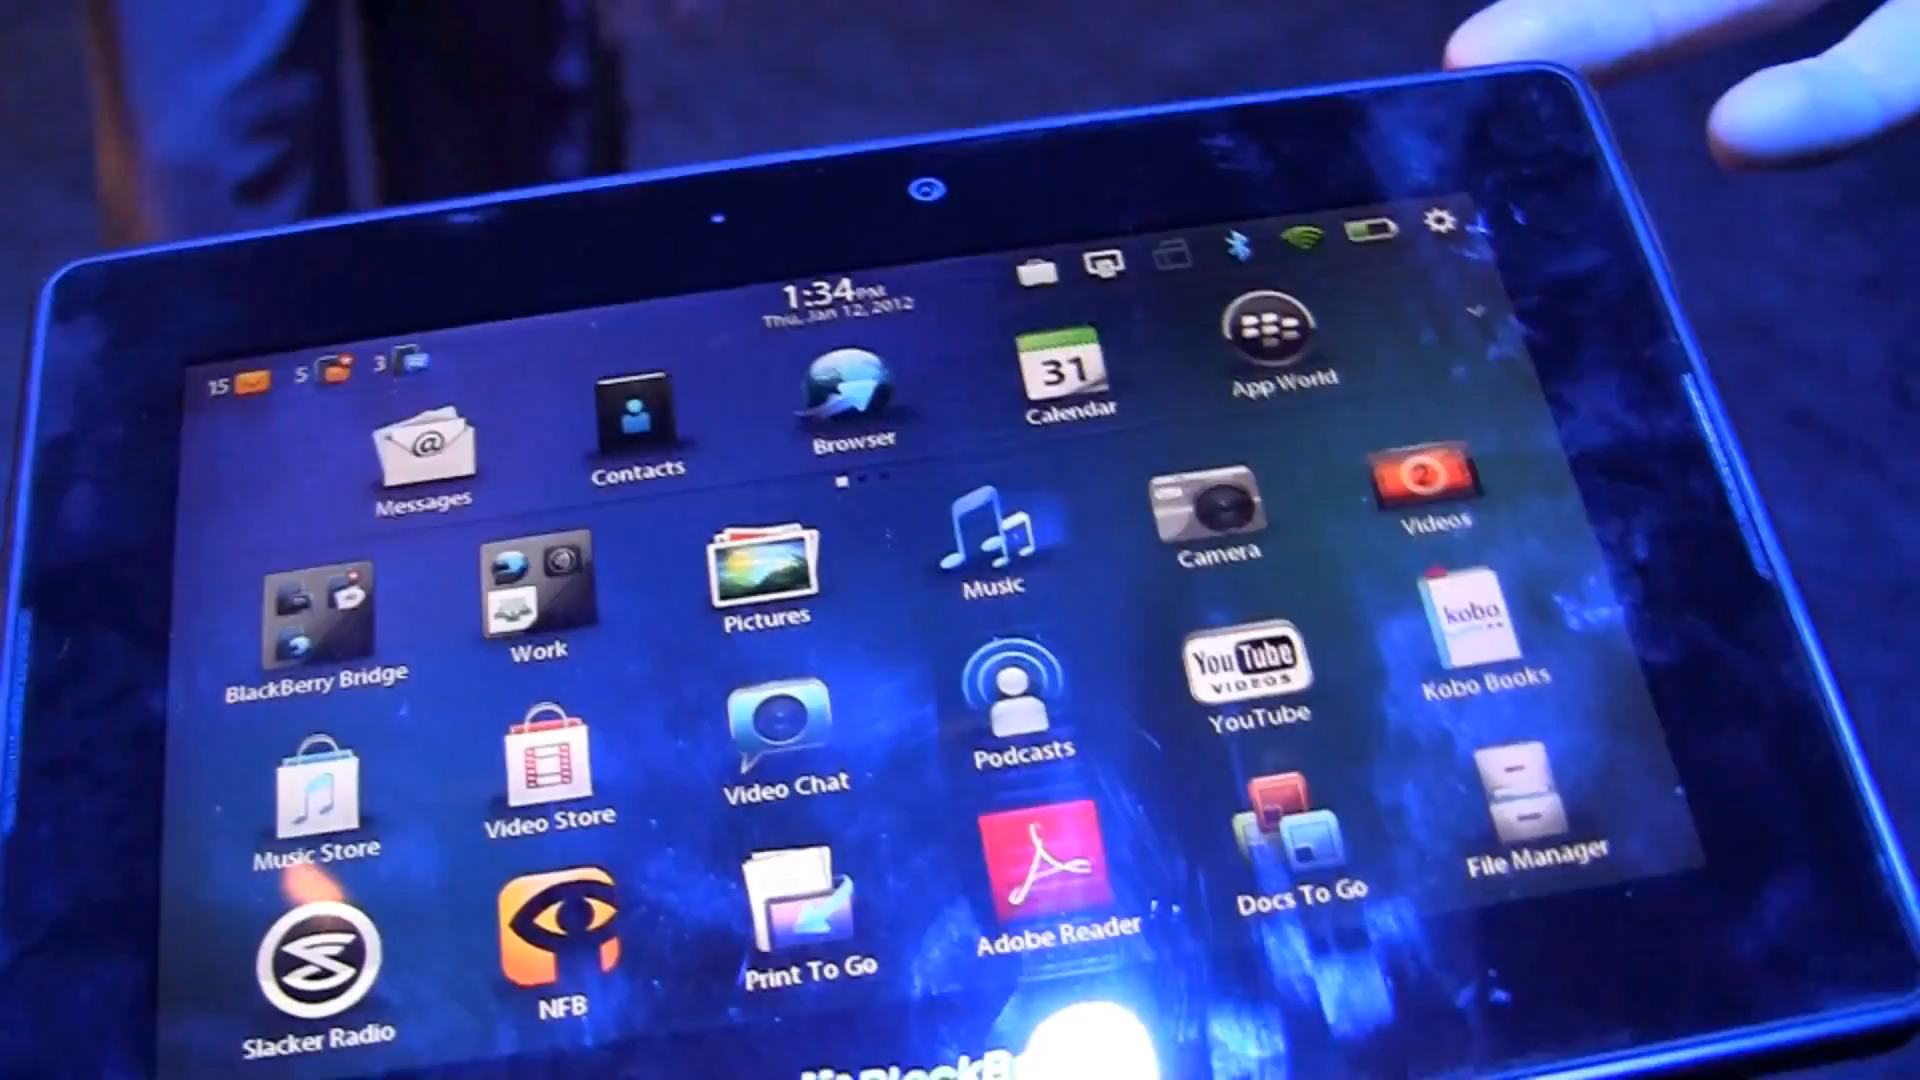 1:34PM
Thu, Jan 12, 2012
15
5
3
Messages
Contacts
Browser
31
Calendar
App World
BlackBerry Bridge
Work
Pictures
Music
Camera
2
Videos
Music Store
Video Store
Video Chat
Podcasts
You Tube
VIDEOS
YouTube
kobo
Kobo Books
Slacker Radio
NFB
Print To Go
Adobe Reader
Docs To Go
File Manager